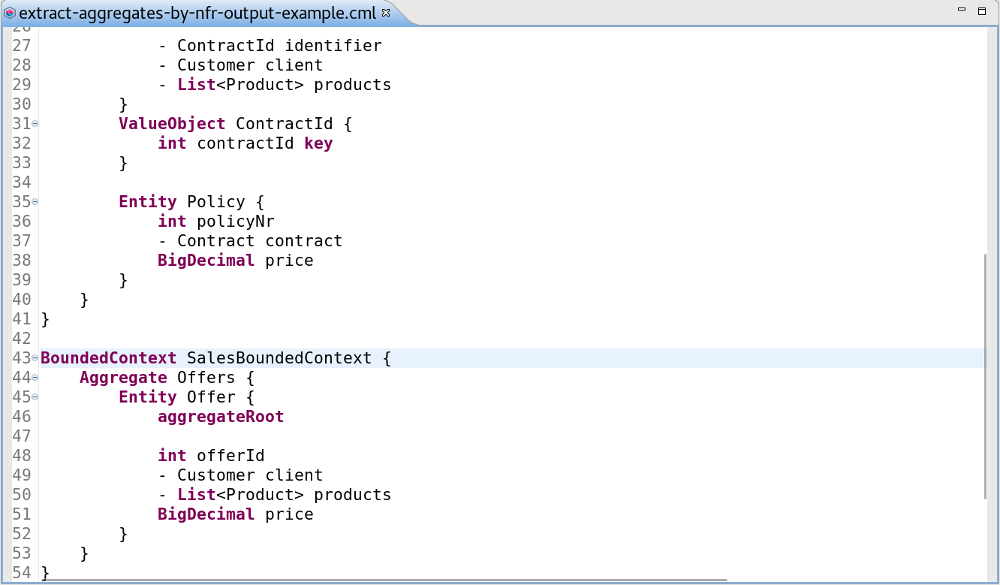 extract-aggregates-by-nfr-output-example.cml
27             - ContractId identifier
28             - Customer client
29             - List<Product> products
30         }
31         ValueObject ContractId {
32             int contractId key
33         }
34
35         Entity Policy {
36             int policyNr
37             - Contract contract
38             BigDecimal price
39         }
40     }
41 }
42
43 BoundedContext SalesBoundedContext {
44     Aggregate Offers {
45         Entity Offer {
46             aggregateRoot
47
48             int offerId
49             - Customer client
50             - List<Product> products
51             BigDecimal price
52         }
53     }
54 }